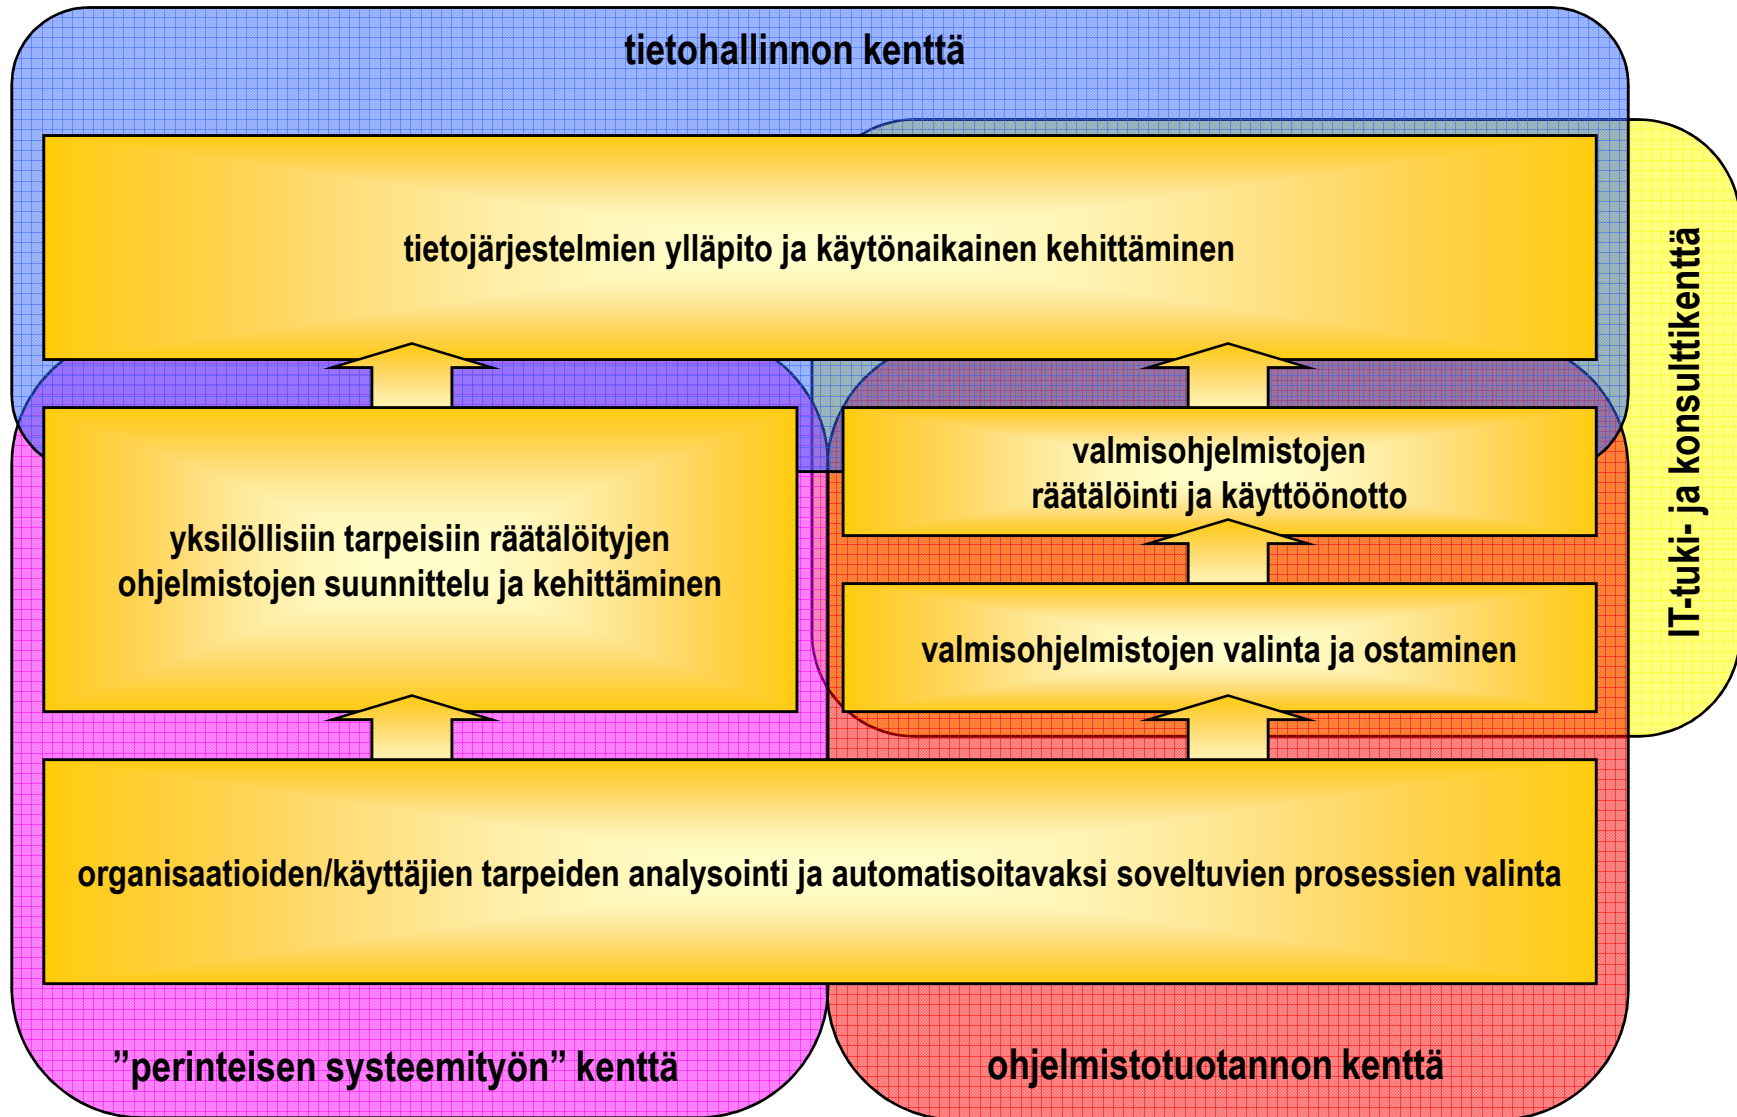 tietohallinnon kenttä
tietojärjestelmien ylläpito ja käytönaikainen kehittäminen
IT-tuki- ja konsulttikenttä
yksilöllisiin tarpeisiin räätälöityjen
ohjelmistojen suunnittelu ja kehittäminen
valmisohjelmistojen
räätälöinti ja käyttöönotto
valmisohjelmistojen valinta ja ostaminen
organisaatioiden/käyttäjien tarpeiden analysointi ja automatisoitavaksi soveltuvien prosessien valinta
”perinteisen systeemityön” kenttä
ohjelmistotuotannon kenttä